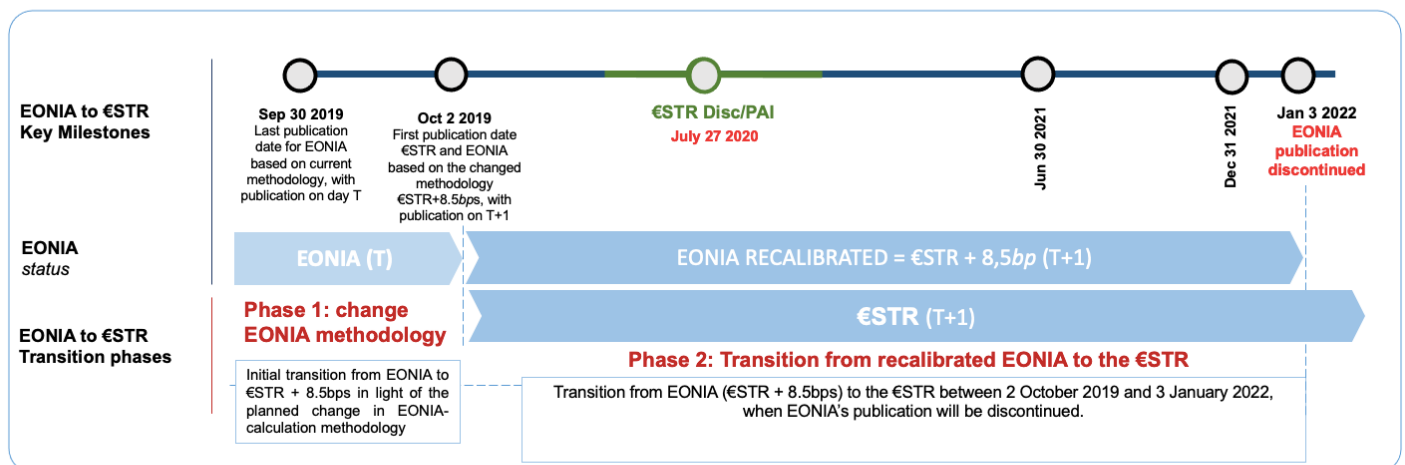 EONIA to €STR
Key Milestones
Sep 30 2019
Last publication
date for EONIA
based on current
methodology, with
publication on day T
Oct 2 2019
First publication date
€STR and EONIA
based on the changed
methodology
€STR+8.5bps, with
publication on T+1
€STR Disc/PAI
July 27 2020
Jun 30 2021
Dec 31 2021
Jan 3 2022
EONIA
publication
discontinued
EONIA
status
EONIA (T)
EONIA RECALIBRATED = €STR + 8,5bp (T+1)
EONIA to €STR
Transition phases
Phase 1: change
EONIA methodology
€STR (T+1)
Phase 2: Transition from recalibrated EONIA to the €STR
Initial transition from EONIA to
€STR + 8.5bps in light of the
planned change in EONIA-
calculation methodology
Transition from EONIA (€STR + 8.5bps) to the €STR between 2 October 2019 and 3 January 2022,
when EONIA's publication will be discontinued.